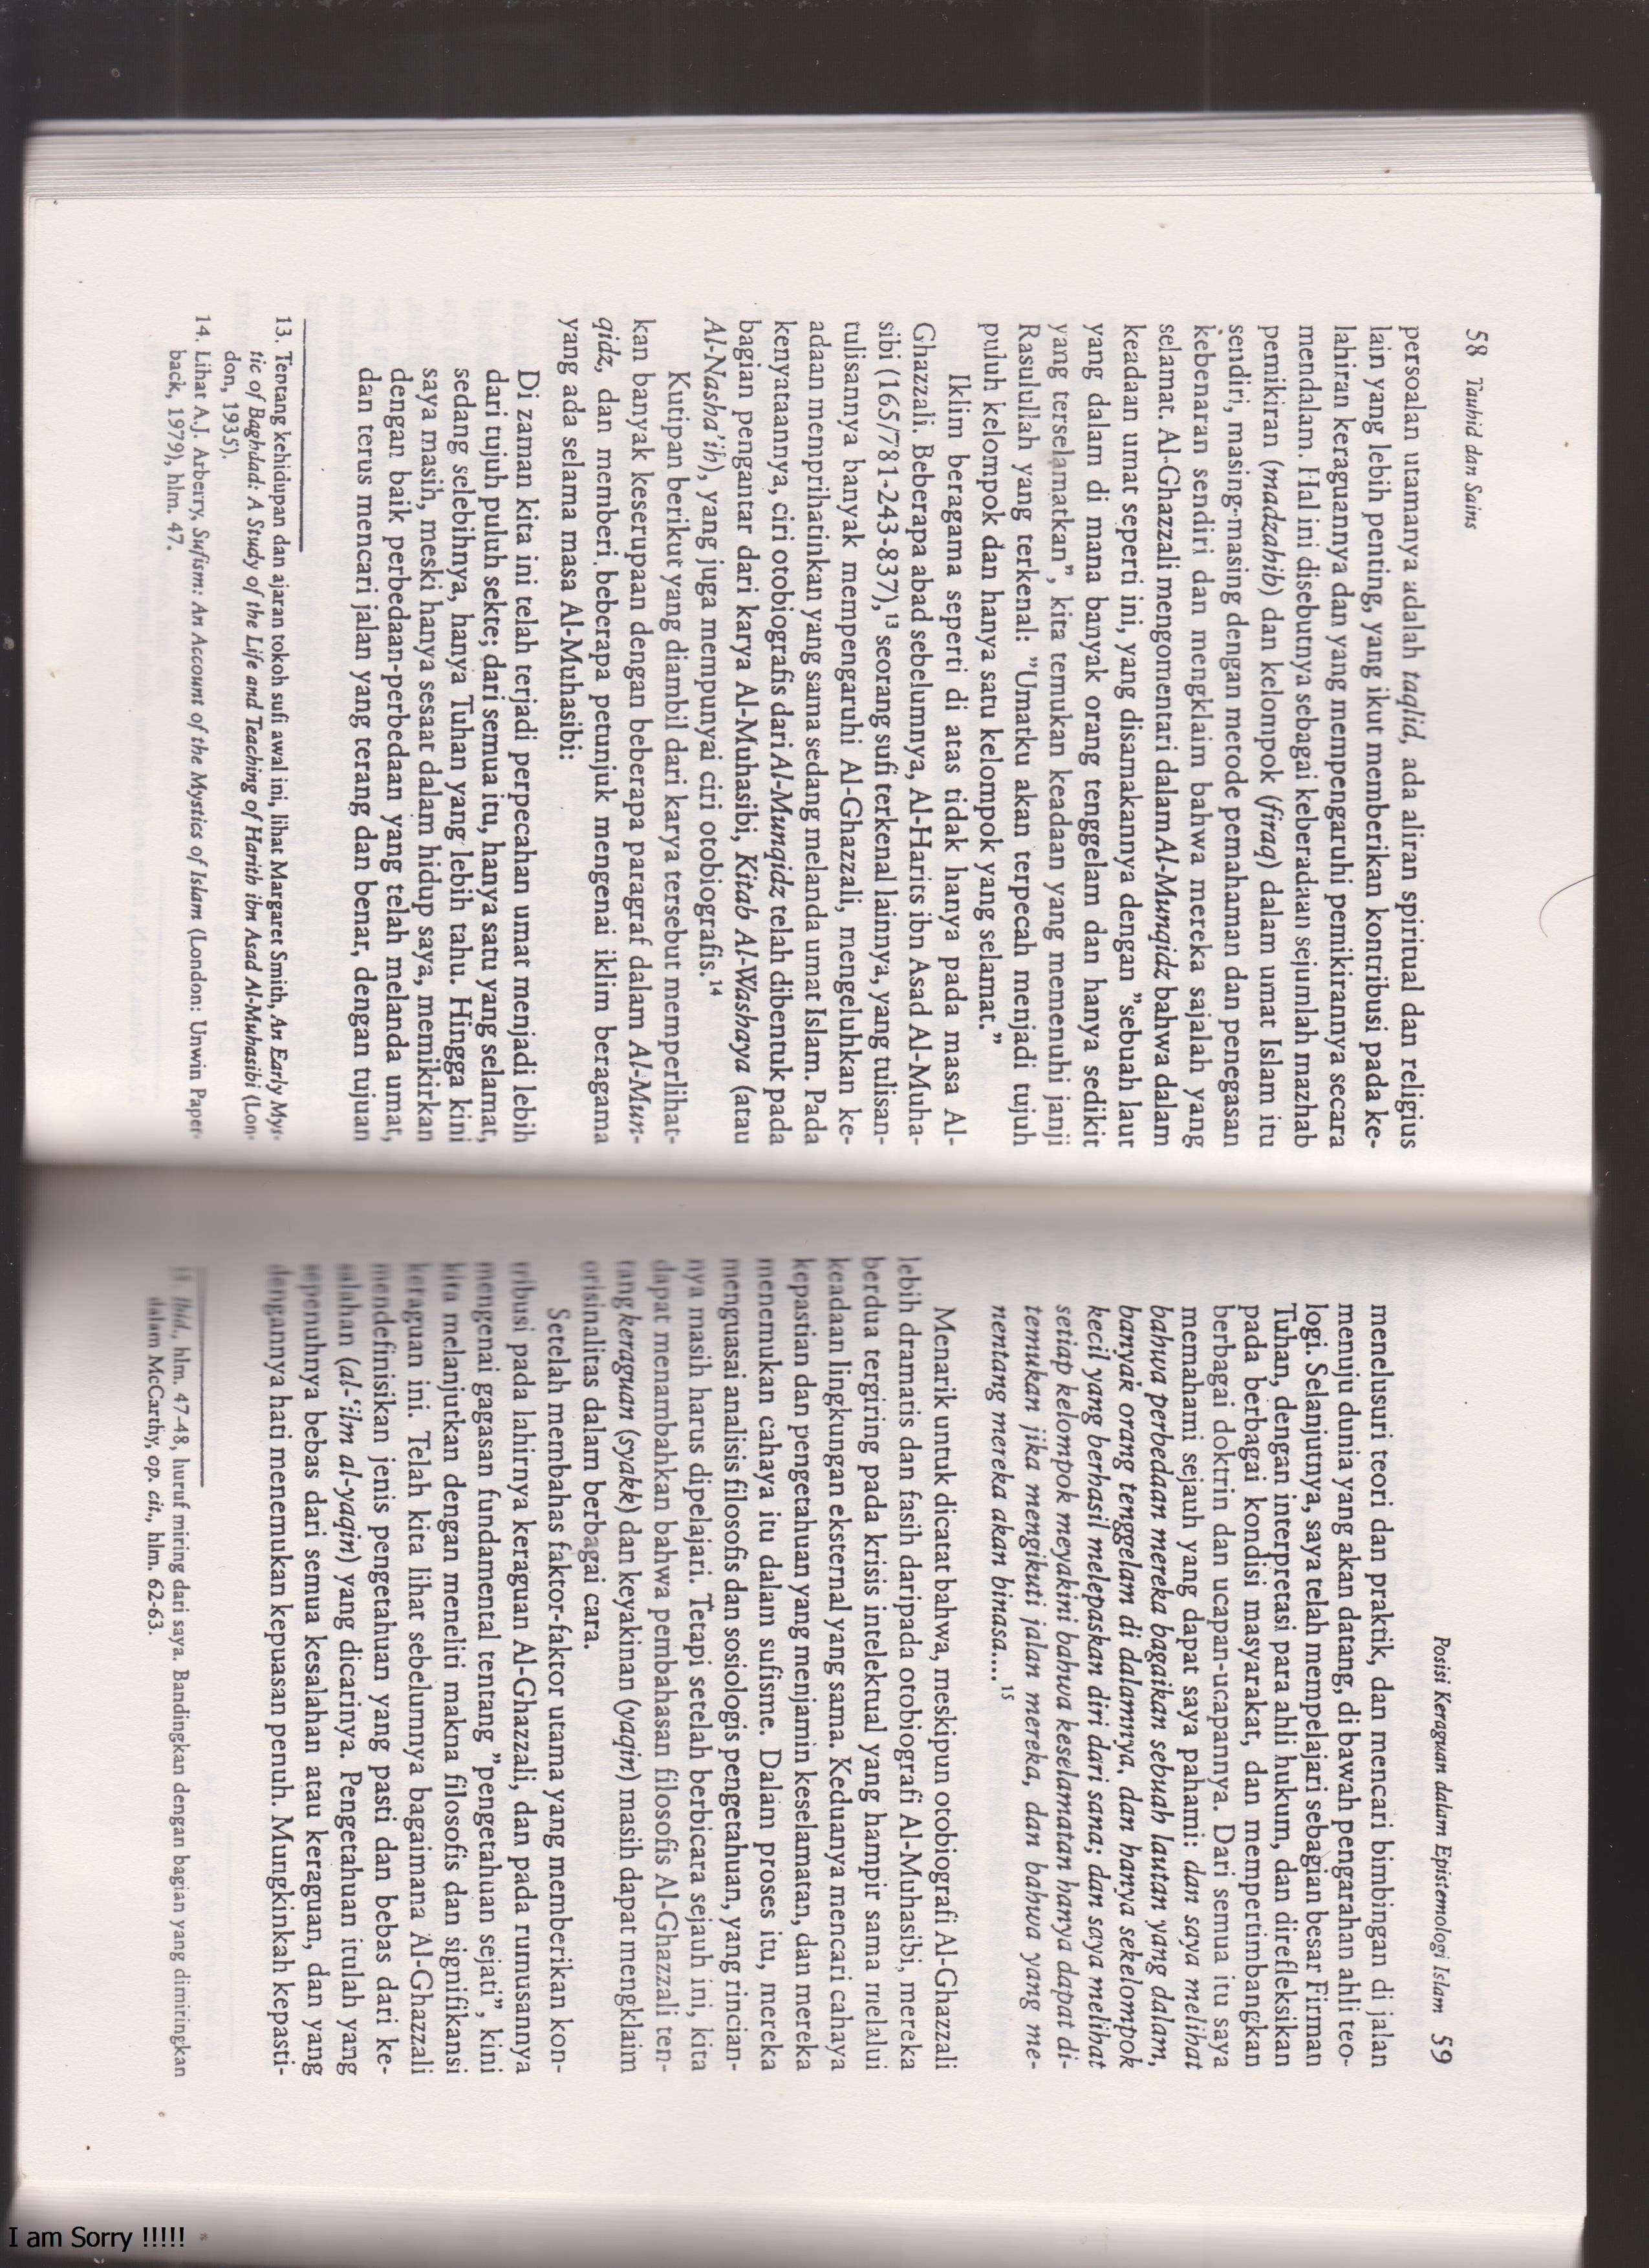 58 Tauhid dan Sains
persoalan utamanya adalah taqlid, ada aliran spiritual dan religius
lain yang lebih penting, yang ikut memberikan kontribusi pada ke-
lahiran keraguannya dan yang mempengaruhi pemikirannya secara
mendalam. Hal ini disebutnya sebagai keberadaan sejumlah mazhab
pemikiran (madzahib) dan kelompok (firaq) dalam umat Islam itu
sendiri, masing-masing dengan metode pemahaman dan penegasan
kebenaran sendiri dan mengklaim bahwa mereka sajalah yang
selamat. Al-Ghazzali mengomentari dalam Al-Munqidz bahwa dalam
keadaan umat seperti ini, yang disamakannya dengan "sebuah laut
yang dalam di mana banyak orang tenggelam dan hanya sedikit
yang terselamatkan", kita temukan keadaan yang memenuhi janji
Rasulullah yang terkenal: "Umatku akan terpecah menjadi tujuh
puluh kelompok dan hanya satu kelompok yang selamat."
Iklim beragama seperti di atas tidak hanya pada masa Al-
Ghazzali. Beberapa abad sebelumnya, Al-Harits ibn Asad Al-Muha-
sibi (165/781-243-837),13 seorang sufi terkenal lainnya, yang tulisan-
tulisannya banyak mempengaruhi Al-Ghazzali, mengeluhkan ke-
adaan memprihatinkan yang sama sedang melanda umat Islam. Pada
kenyataannya, ciri otobiografis dari Al-Munqidz telah dibentuk pada
bagian pengantar dari karya Al-Muhasibi, Kitab Al-Washaya (atau
Al-Nasha'ih), yang juga mempunyai ciri otobiografis.14
Kutipan berikut yang diambil dari karya tersebut memperlihat-
kan banyak keserupaan dengan beberapa paragraf dalam Al-Mun-
qidz, dan memberi beberapa petunjuk mengenai iklim beragama
yang ada selama masa Al-Muhasibi:
Di zaman kita ini telah terjadi perpecahan umat menjadi lebih
dari tujuh puluh sekte; dari semua itu, hanya satu yang selamat,
sedang selebihnya, hanya Tuhan yang lebih tahu. Hingga kini
saya masih, meski hanya sesaat dalam hidup saya, memikirkan
dengan baik perbedaan-perbedaan yang telah melanda umat,
dan terus mencari jalan yang terang dan benar, dengan tujuan
13. Tentang kehidupan dan ajaran tokoh sufi awal ini, lihat Margaret Smith, An Early Mys-
tic of Baghdad: A Study of the Life and Teaching of Harith ibn Asad Al-Muhasibi (Lon-
don, 1935).
14. Lihat A.J. Arberry, Sufism: An Account of the Mystics of Islam (London: Unwin Paper-
back, 1979), hlm. 47.
Posisi Keraguan dalam Epistemologi Islam 59
menelusuri teori dan praktik, dan mencari bimbingan di jalan
menuju dunia yang akan datang, di bawah pengarahan ahli teo-
logi. Selanjutnya, saya telah mempelajari sebagian besar Firman
Tuhan, dengan interpretasi para ahli hukum, dan direfleksikan
pada berbagai kondisi masyarakat, dan mempertimbangkan
berbagai doktrin dan ucapan-ucapannya. Dari semua itu saya
memahami sejauh yang dapat saya pahami: dan saya melihat
bahwa perbedaan mereka bagaikan sebuah lautan yang dalam,
banyak orang tenggelam di dalamnya, dan hanya sekelompok
kecil yang berhasil melepaskan diri dari sana; dan saya melihat
setiap kelompok meyakini bahwa keselamatan hanya dapat di-
temukan jika mengikuti jalan mereka, dan bahwa yang me-
nentang mereka akan binasa....15
Menarik untuk dicatat bahwa, meskipun otobiografi Al-Ghazzali
lebih dramatis dan fasih daripada otobiografi Al-Muhasibi, mereka
berdua tergiring pada krisis intelektual yang hampir sama melalui
keadaan lingkungan eksternal yang sama. Keduanya mencari cahaya
kepastian dan pengetahuan yang menjamin keselamatan, dan mereka
menemukan cahaya itu dalam sufisme. Dalam proses itu, mereka
menguasai analisis filosofis dan sosiologis pengetahuan, yang rincian-
nya masih harus dipelajari. Tetapi setelah berbicara sejauh ini, kita
dapat menambahkan bahwa pembahasan filosofis Al-Ghazzali ten-
tang keraguan (syakk) dan keyakinan (yaqin) masih dapat mengklaim
orisinalitas dalam berbagai cara.
Setelah membahas faktor-faktor utama yang memberikan kon-
tribusi pada lahirnya keraguan Al-Ghazzali, dan pada rumusannya
mengenai gagasan fundamental tentang "pengetahuan sejati", kini
kita melanjutkan dengan meneliti makna filosofis dan signifikansi
keraguan ini. Telah kita lihat sebelumnya bagaimana Al-Ghazzali
mendefinisikan jenis pengetahuan yang pasti dan bebas dari ke-
salahan (al-'ilm al-yaqin) yang dicarinya. Pengetahuan itulah yang
sepenuhnya bebas dari semua kesalahan atau keraguan, dan yang
dengannya hati menemukan kepuasan penuh. Mungkinkah kepasti-
15. Ibid., hlm. 47-48, huruf miring dari saya. Bandingkan dengan bagian yang dimiringkan
dalam McCarthy, op. cit., hlm. 62-63.
I am Sorry !!!!!